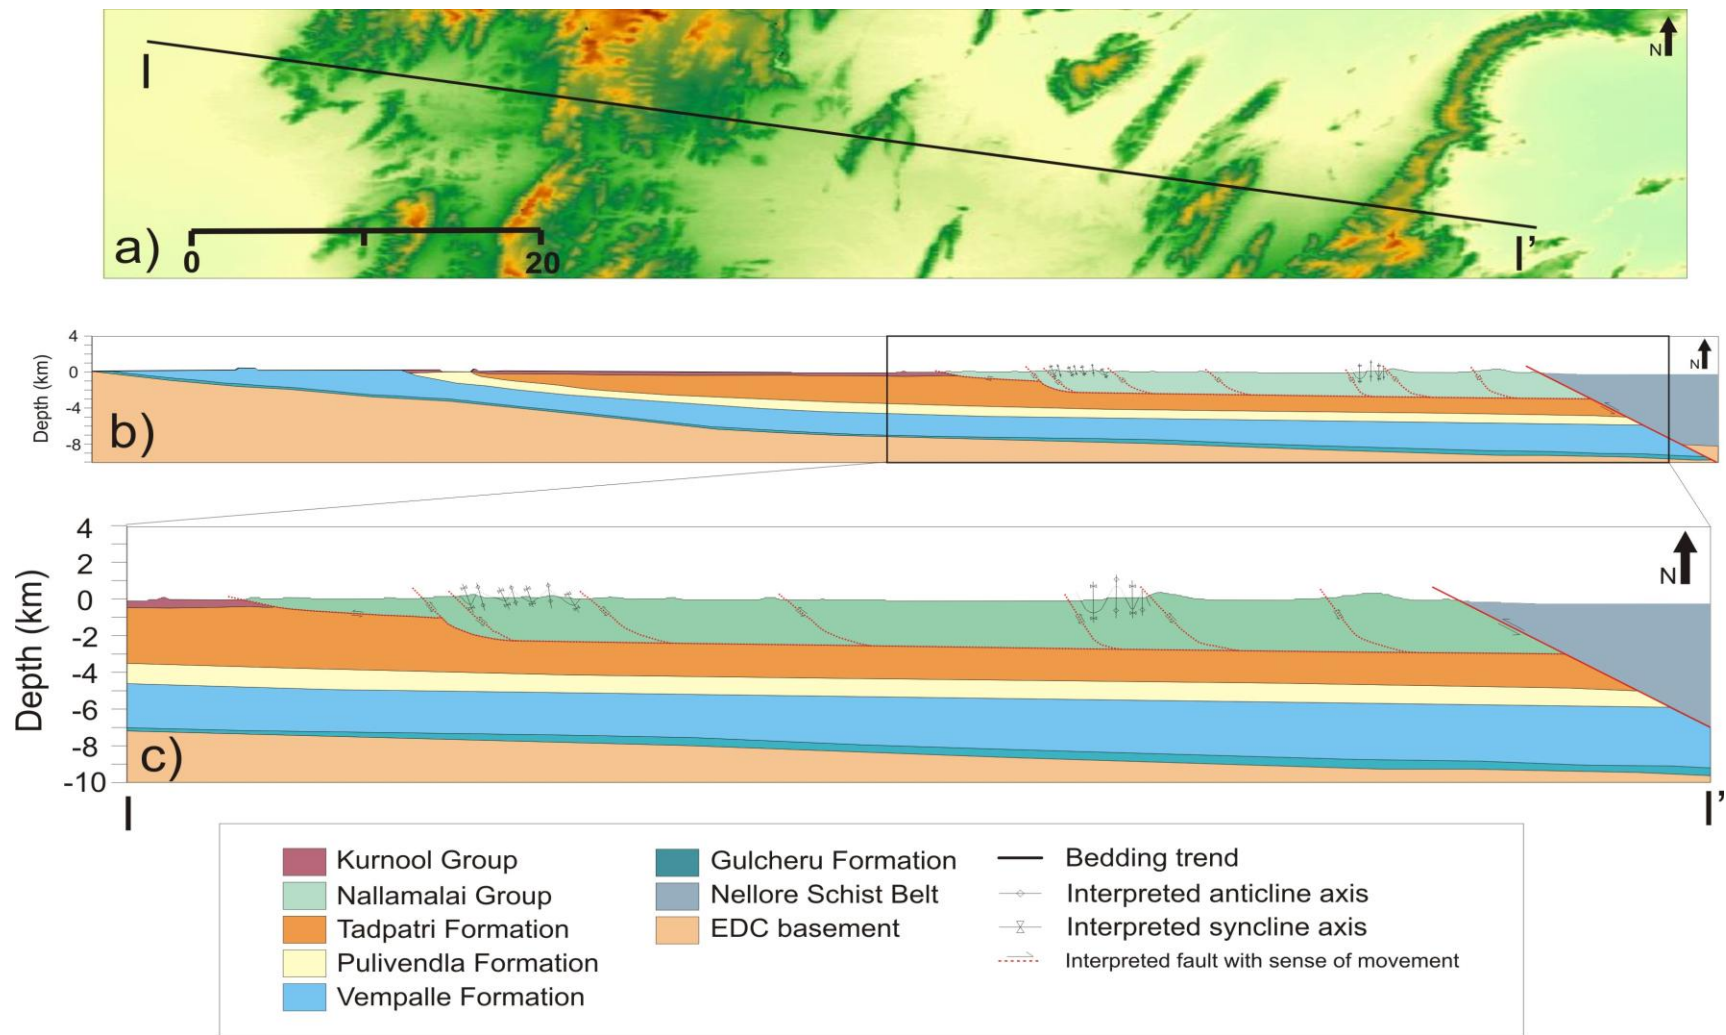 N
I
I’
a)
0
20
4
0
-4
-8
Depth (km)
b)
N
4
2
0
-2
-4
-6
-8
-10
Depth (km)
c)
N
I
I’
Kurnool Group
Nallamalai Group
Tadpatri Formation
Pulivendla Formation
Vempalle Formation
Gulcheru Formation
Nellore Schist Belt
EDC basement
Bedding trend
Interpreted anticline axis
Interpreted syncline axis
Interpreted fault with sense of movement